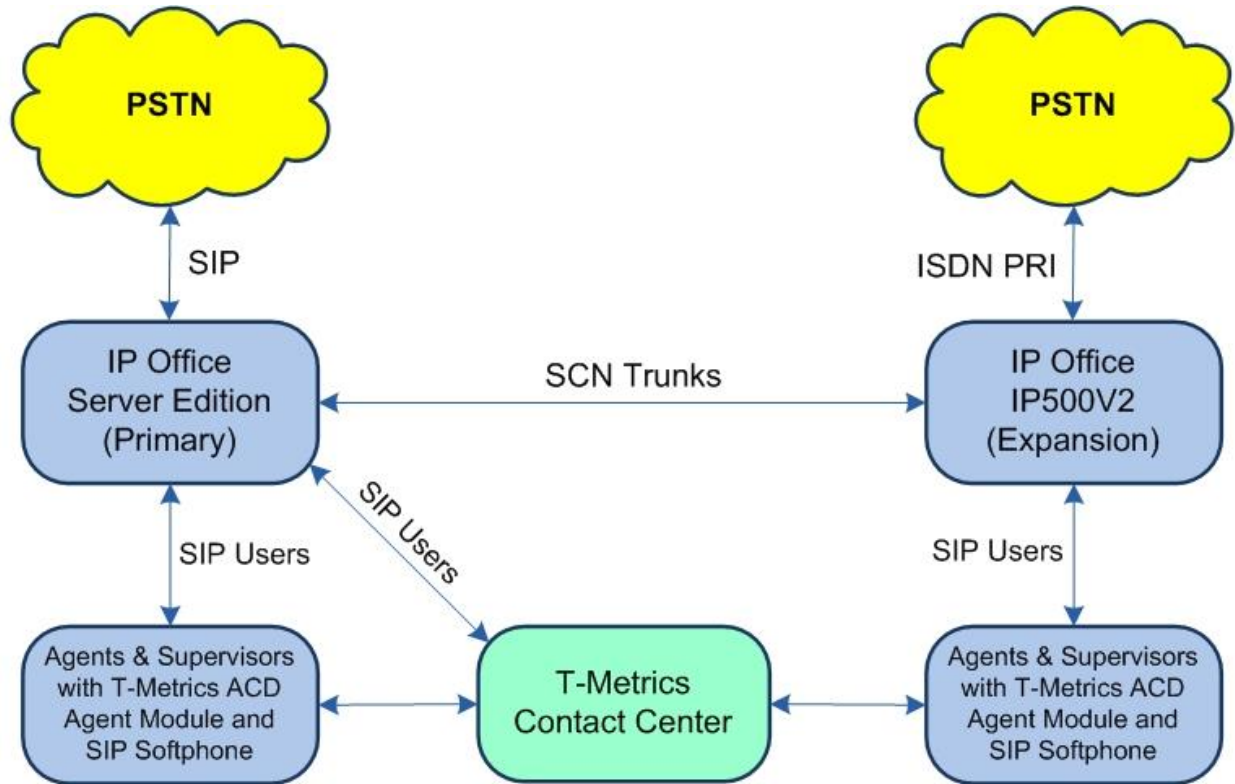 PSTN
PSTN
SIP
ISDN PRI
IP Office
Server Edition
(Primary)
SCN Trunks
IP Office
IP500V2
(Expansion)
SIP Users
SIP Users
SIP Users
Agents & Supervisors
with T-Metrics ACD
Agent Module and
SIP Softphone
T-Metrics
Contact Center
Agents & Supervisors
with T-Metrics ACD
Agent Module and
SIP Softphone